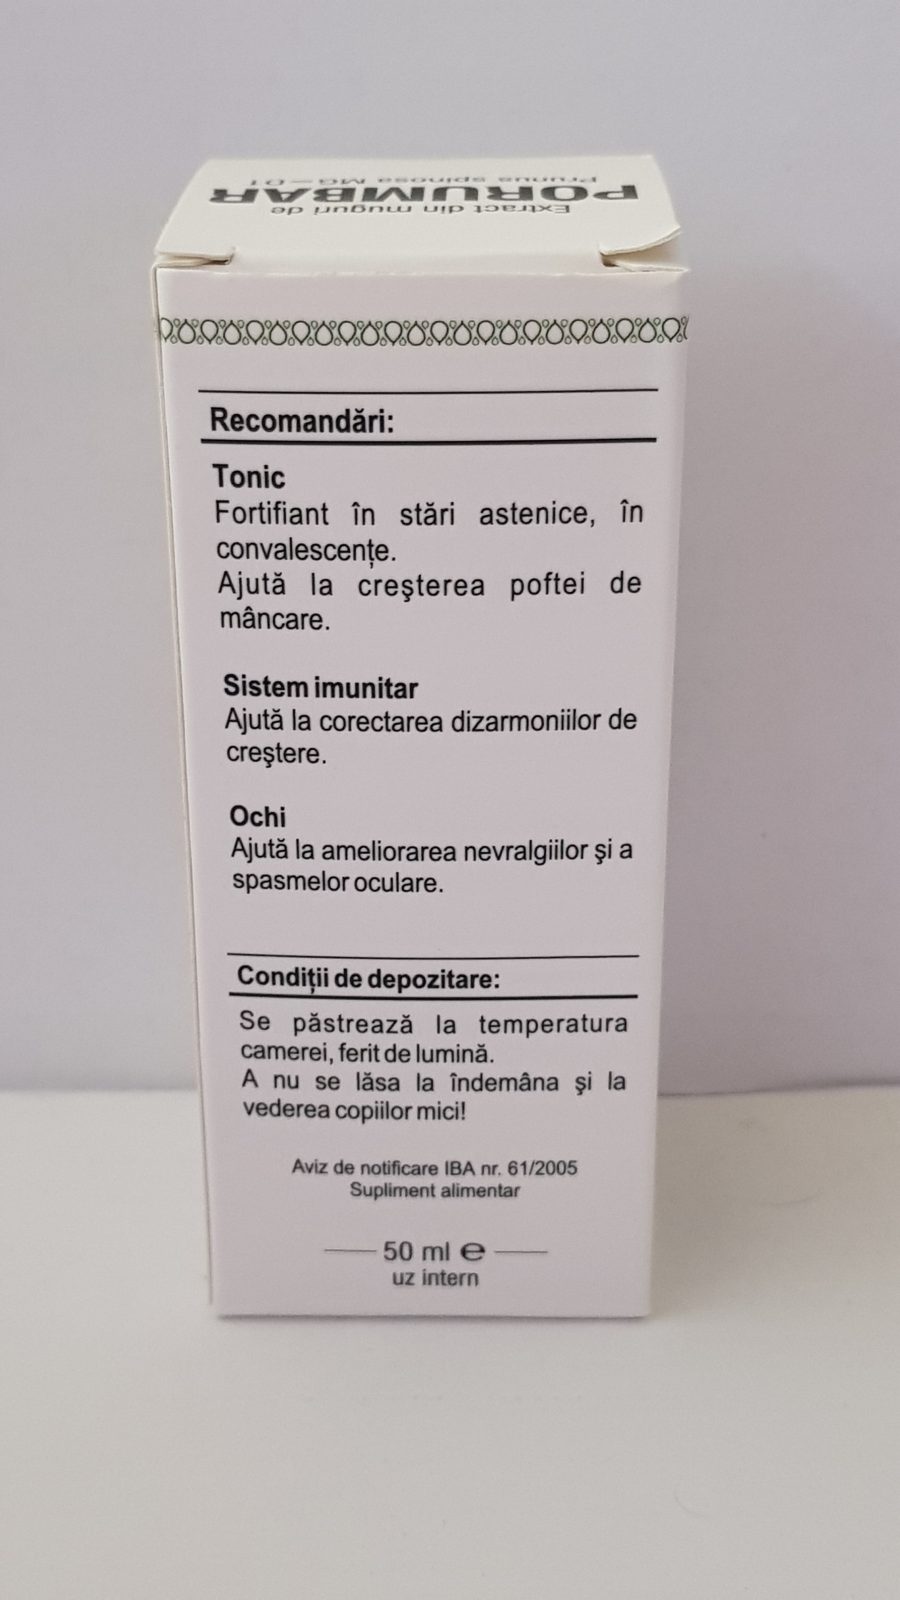 Extract din muguri de
PORUMBAR
Prunus spinosa MG - D1
Recomandări:
Tonic
Fortifiant în stări astenice, în
convalescențe.
Ajută la creşterea poftei de
mâncare.
Sistem imunitar
Ajută la corectarea dizarmoniilor de
creştere.
Ochi
Ajută la ameliorarea nevralgiilor şi a
spasmelor oculare.
Condiții de depozitare:
Se păstrează la temperatura
camerei, ferit de lumină.
A nu se lăsa la îndemâna şi la
vederea copiilor mici!
Aviz de notificare IBA nr. 61/2005
Supliment alimentar
50 ml e
uz intern